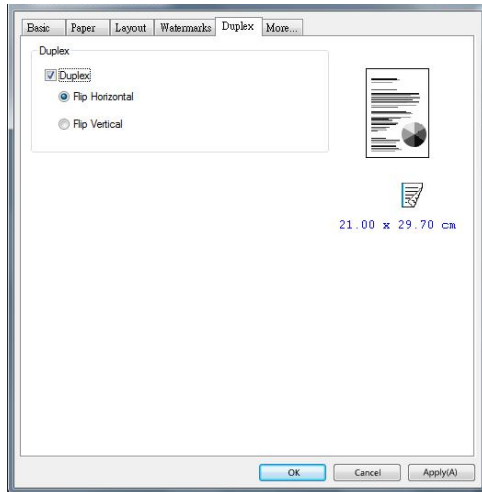 Basic Paper Layout Watermarks Duplex More...
Duplex
Duplex
Flip Horizontal
Flip Vertical
21.00 x 29.70 cm
OK Cancel Apply(A)